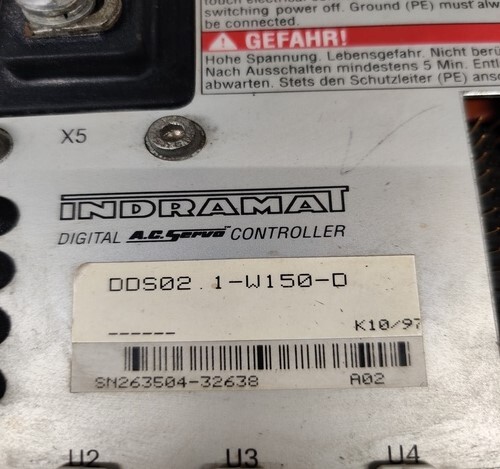 touch electrical
switching power off. Ground (PE) must alw
be connected.
GEFAHR!
Hohe Spannung. Lebensgefahr. Nicht berü
Nach Ausschalten mindestens 5 Min. Entl
abwarten. Stets den Schutzleiter (PE) ans
X5
INDRAMAT
DIGITAL A.C. Servo CONTROLLER
DDS02.1-W150-D
------ K10/97
SN263504-32638 A02
U2 U3 U4